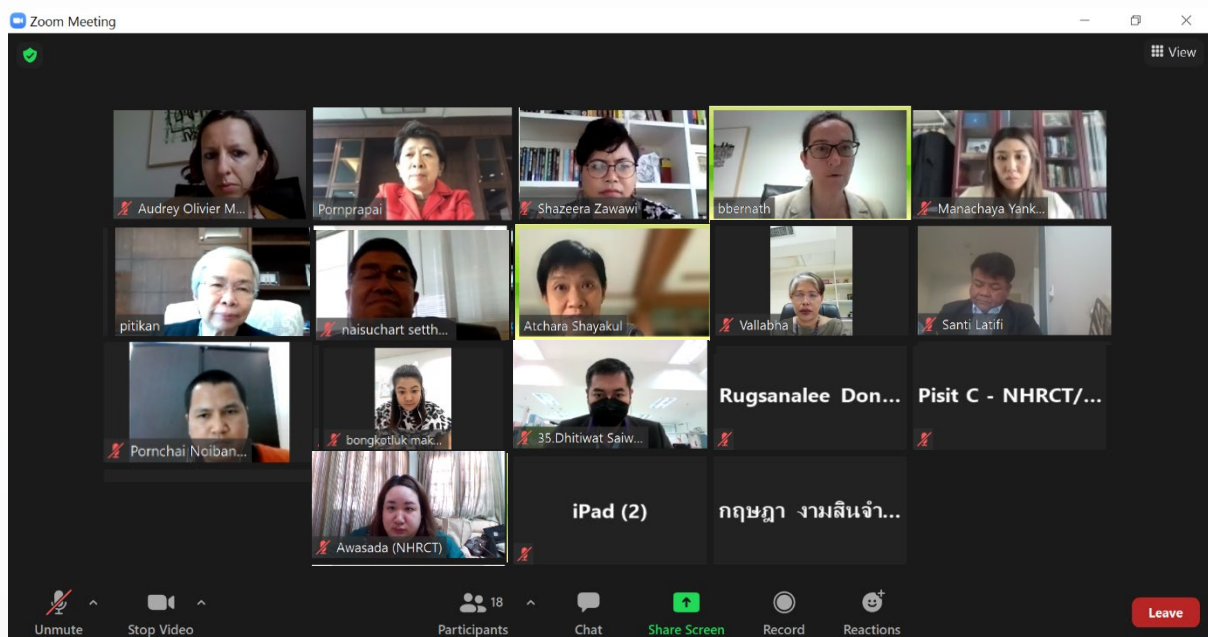 Zoom Meeting
View
Audrey Olivier M...
Pornprapai
Shazeera Zawawi
bbernath
Manachaya Yank...
pitikan
naisuchart setth...
Atchara Shayakul
Vallabha
Santi Latifi
Pornchai Noiban...
bongkotluk mak...
35.Dhitiwat Saiw...
Rugsanalee Don...
Pisit C - NHRCT/...
Awasada (NHRCT)
iPad (2)
กฤษฎา งามสินจำ...
18
Unmute
Stop Video
Participants
Chat
Share Screen
Record
Reactions
Leave